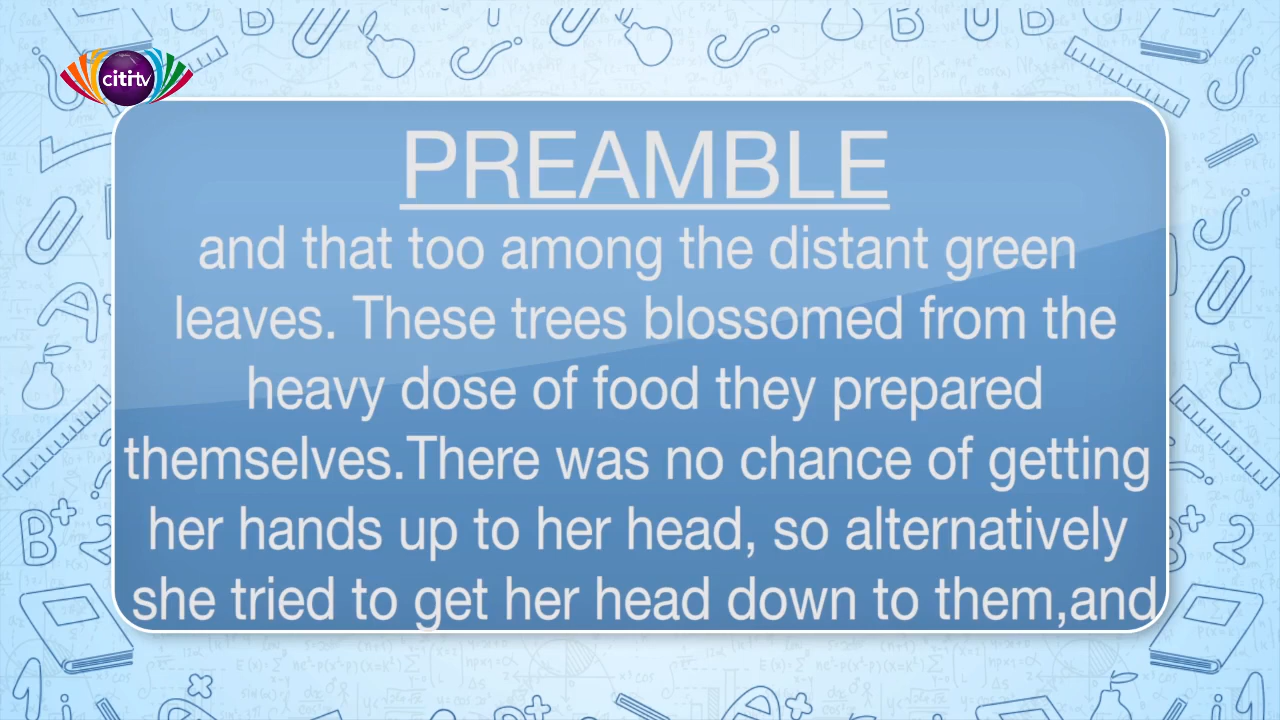 citi tv
PREAMBLE
and that too among the distant green
leaves. These trees blossomed from the
heavy dose of food they prepared
themselves.There was no chance of getting
her hands up to her head, so alternatively
she tried to get her head down to them,and